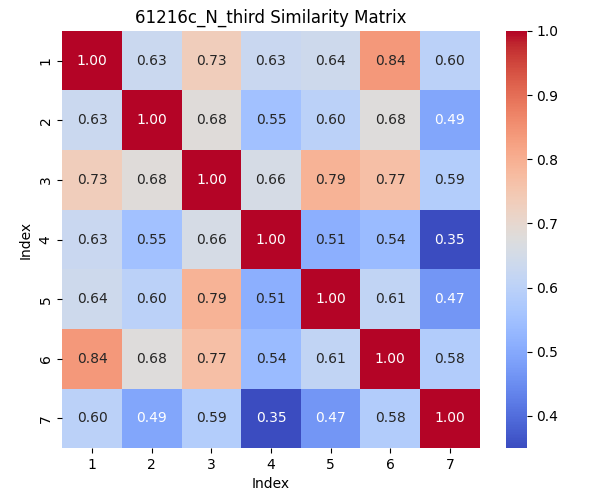 61216c_N_third Similarity Matrix
1 1.00 0.63 0.73 0.63 0.64 0.84 0.60
2 0.63 1.00 0.68 0.55 0.60 0.68 0.49
3 0.73 0.68 1.00 0.66 0.79 0.77 0.59
4 0.63 0.55 0.66 1.00 0.51 0.54 0.35
5 0.64 0.60 0.79 0.51 1.00 0.61 0.47
6 0.84 0.68 0.77 0.54 0.61 1.00 0.58
7 0.60 0.49 0.59 0.35 0.47 0.58 1.00
1 2 3 4 5 6 7
Index
Index
1.0
0.9
0.8
0.7
0.6
0.5
0.4